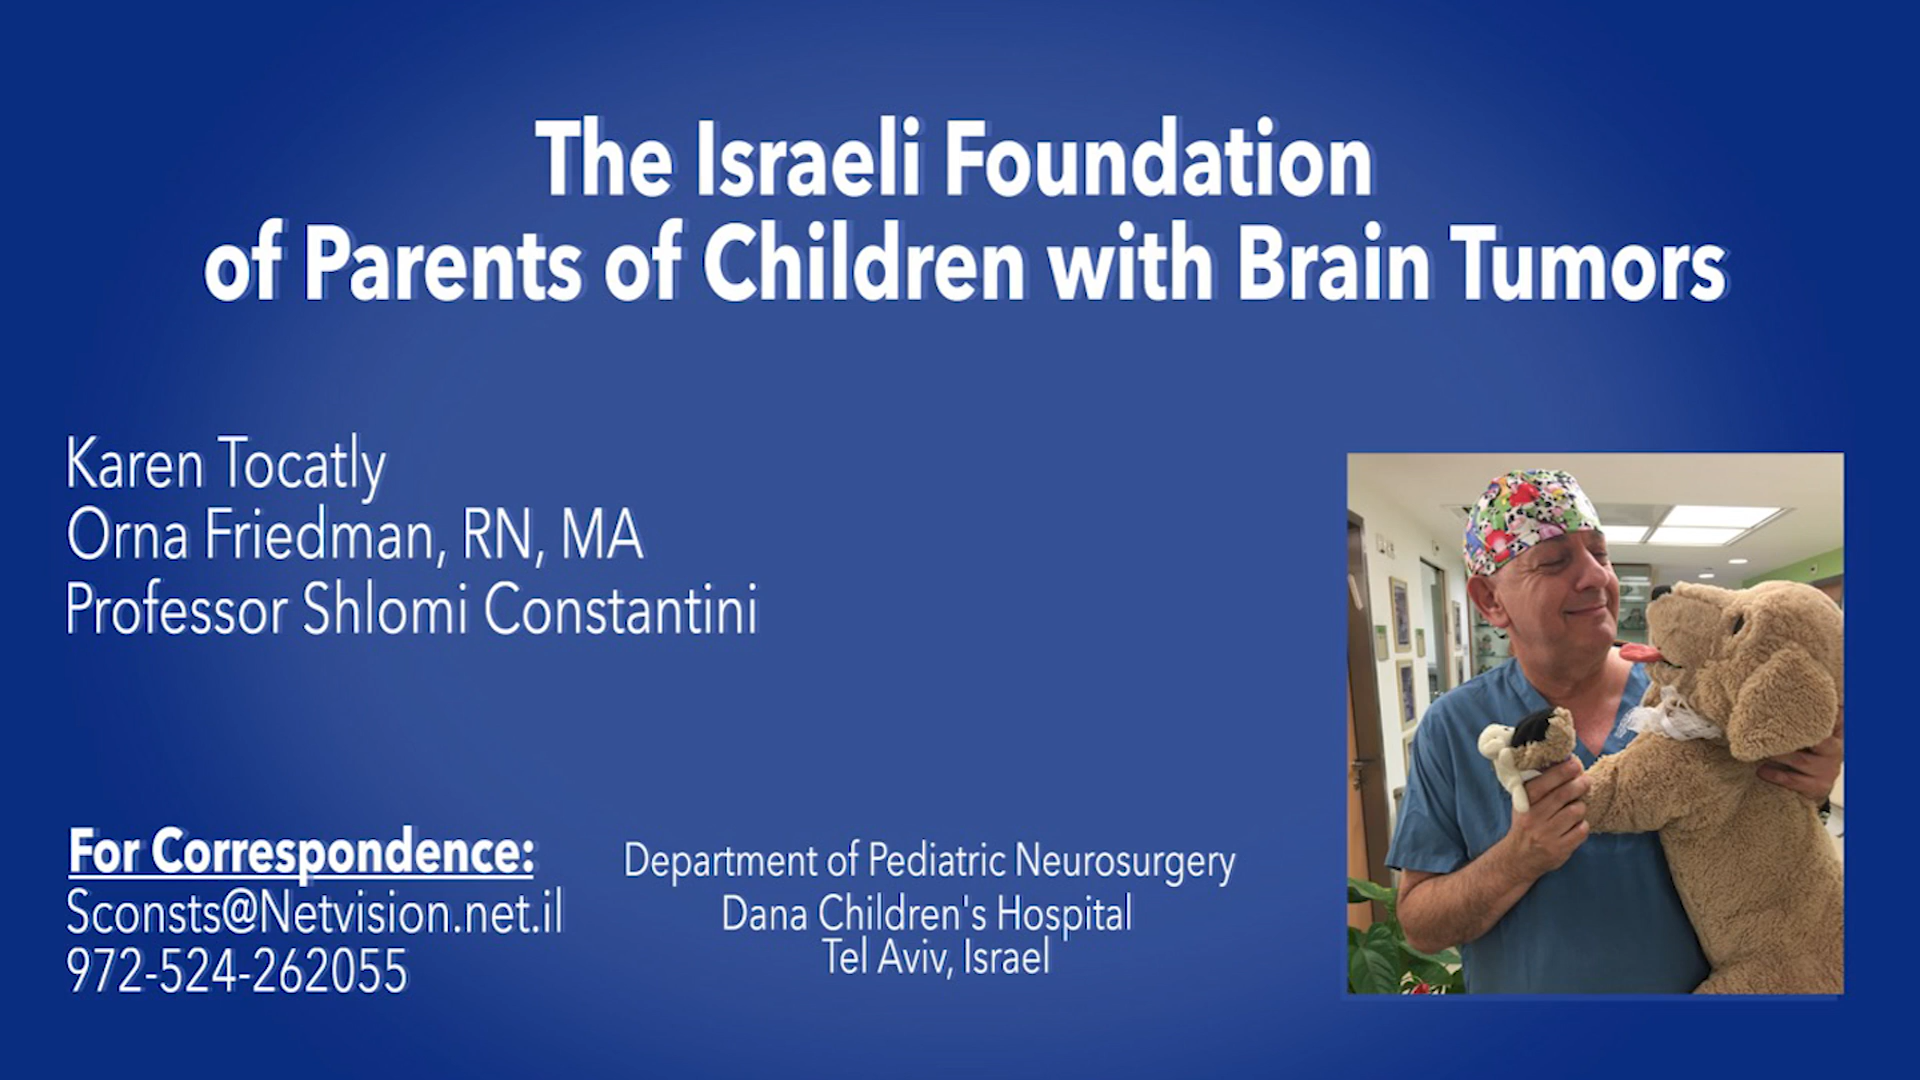 The Israeli Foundation
of Parents of Children with Brain Tumors
Karen Tocatly
Orna Friedman, RN, MA
Professor Shlomi Constantini
For Correspondence:
Sconsts@Netvision.net.il
972-524-262055
Department of Pediatric Neurosurgery
Dana Children's Hospital
Tel Aviv, Israel